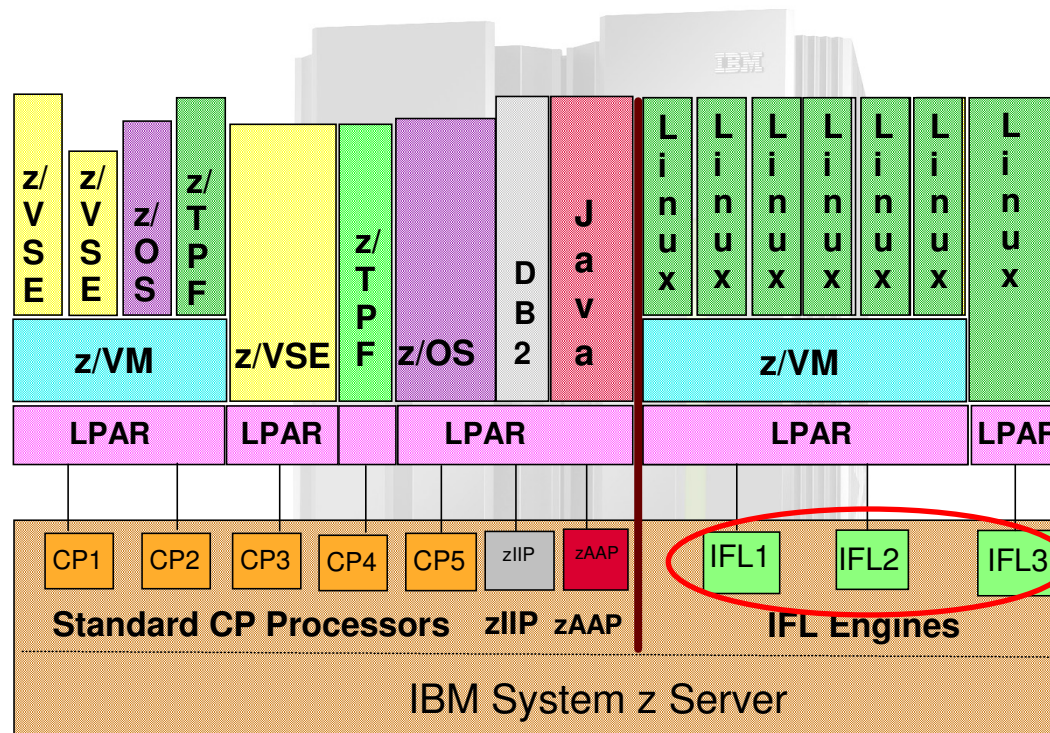 IBM
z/VSE
z/VSE
z/OS
z/TPF
z/VM
z/VSE
z/TPF
z/OS
DB2
Java
Linux
Linux
Linux
Linux
Linux
Linux
z/VM
Linux
LPAR
LPAR
LPAR
LPAR
LPAR
CP1
CP2
CP3
CP4
CP5
zIIP
zAAP
IFL1
IFL2
IFL3
Standard CP Processors
zIIP
zAAP
IFL Engines
IBM System z Server